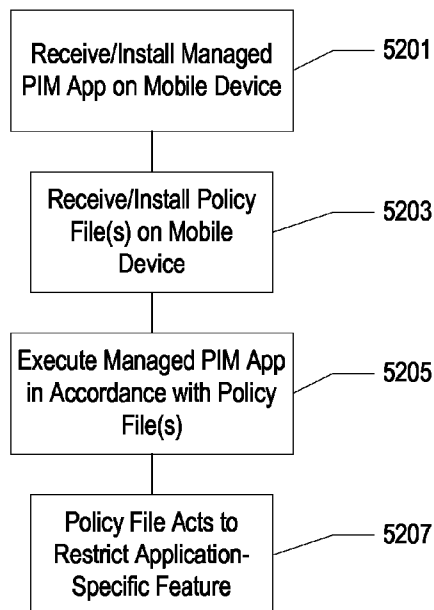 Receive/Install Managed
PIM App on Mobile Device
5201
Receive/Install Policy
File(s) on Mobile
Device
5203
Execute Managed PIM App
in Accordance with Policy
File(s)
5205
Policy File Acts to
Restrict Application-
Specific Feature
5207